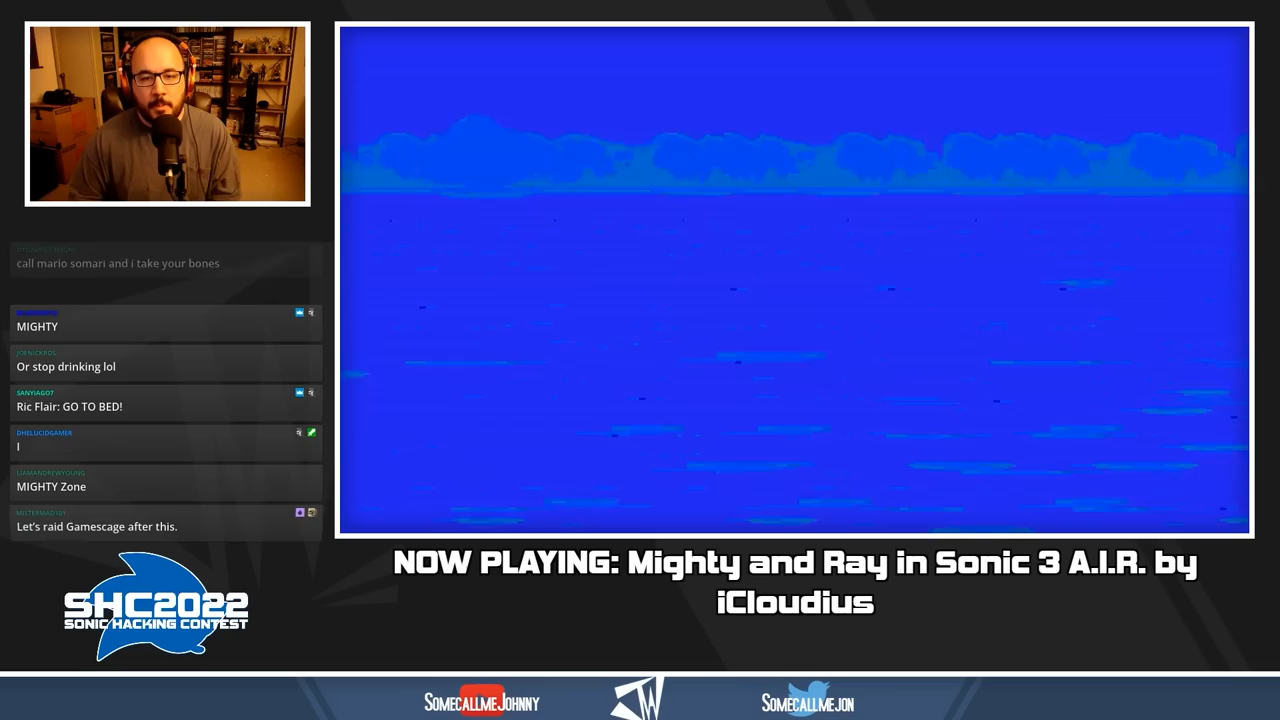 call mario somari and i take your bones
MIGHTY
JOENICKROS
Or stop drinking lol
SANYIAGO7
Ric Flair: GO TO BED!
DHELUCIDGAMER
I
LIAMANDREWYOUNG
MIGHTY Zone
Let's raid Gamescage after this.
SHC2022
SONIC HACKING CONTEST
NOW PLAYING: Mighty and Ray in Sonic 3 A.I.R. by
iCloudius
SOMECALLMEJOHNNY
SOMECALLMEJON